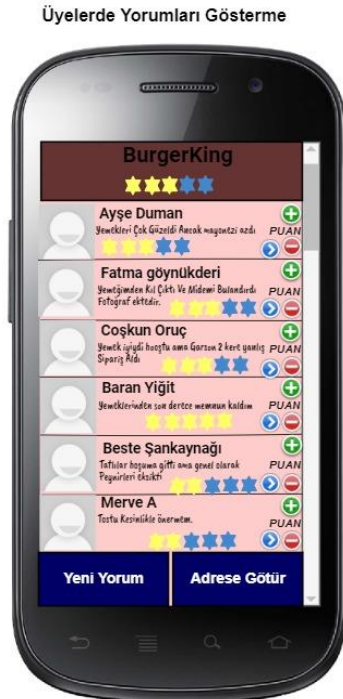 Üyelerde Yorumları Gösterme
BurgerKing
Ayşe Duman
Yemekleri Çok Güzeldi Ancak mayonezi azdı
PUAN
Fatma göynükderi
Yemeğimden Kıl Çıktı Ve Midemi Bulandırdı
Fotoğraf ektedir.
PUAN
Coşkun Oruç
Yemek iyiydi hoştu ama Garson 2 kere yanlış
Sipariş Aldı
PUAN
Baran Yiğit
Yemeklerinden son derece memnun kaldım
PUAN
Beste Şankaynağı
Tatlılar hoşuma gitti ama genel olarak
Peynirleri eksikti
PUAN
Merve A
Tostu Kesinlikle önermem.
PUAN
Yeni Yorum
Adrese Götür